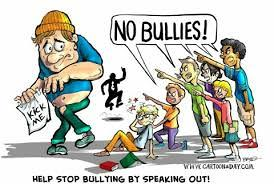 NO BULLIES!
KICK
ME
WWW.CARTOONADAY.COM
HELP STOP BULLYING BY SPEAKING OUT!